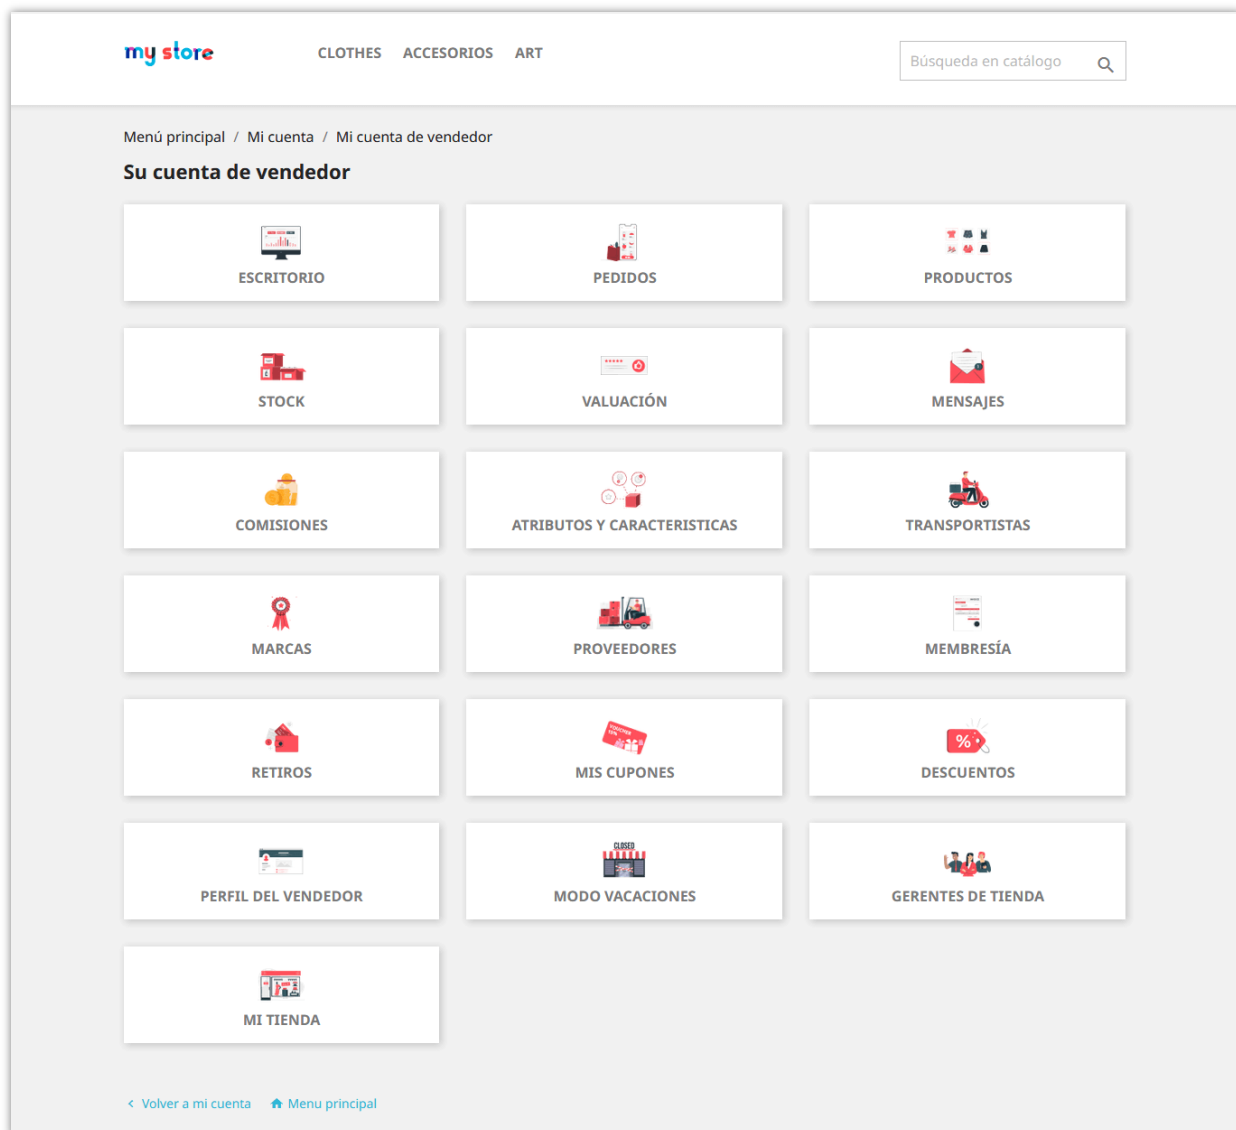 my store
CLOTHES ACCESORIOS ART
Búsqueda en catálogo
Menú principal / Mi cuenta / Mi cuenta de vendedor
Su cuenta de vendedor
ESCRITORIO
PEDIDOS
PRODUCTOS
STOCK
VALUACIÓN
MENSAJES
COMISIONES
ATRIBUTOS Y CARACTERISTICAS
TRANSPORTISTAS
MARCAS
PROVEEDORES
MEMBRESÍA
RETIROS
MIS CUPONES
%
DESCUENTOS
PERFIL DEL VENDEDOR
CLOSED
MODO VACACIONES
GERENTES DE TIENDA
MI TIENDA
Volver a mi cuenta Menu principal